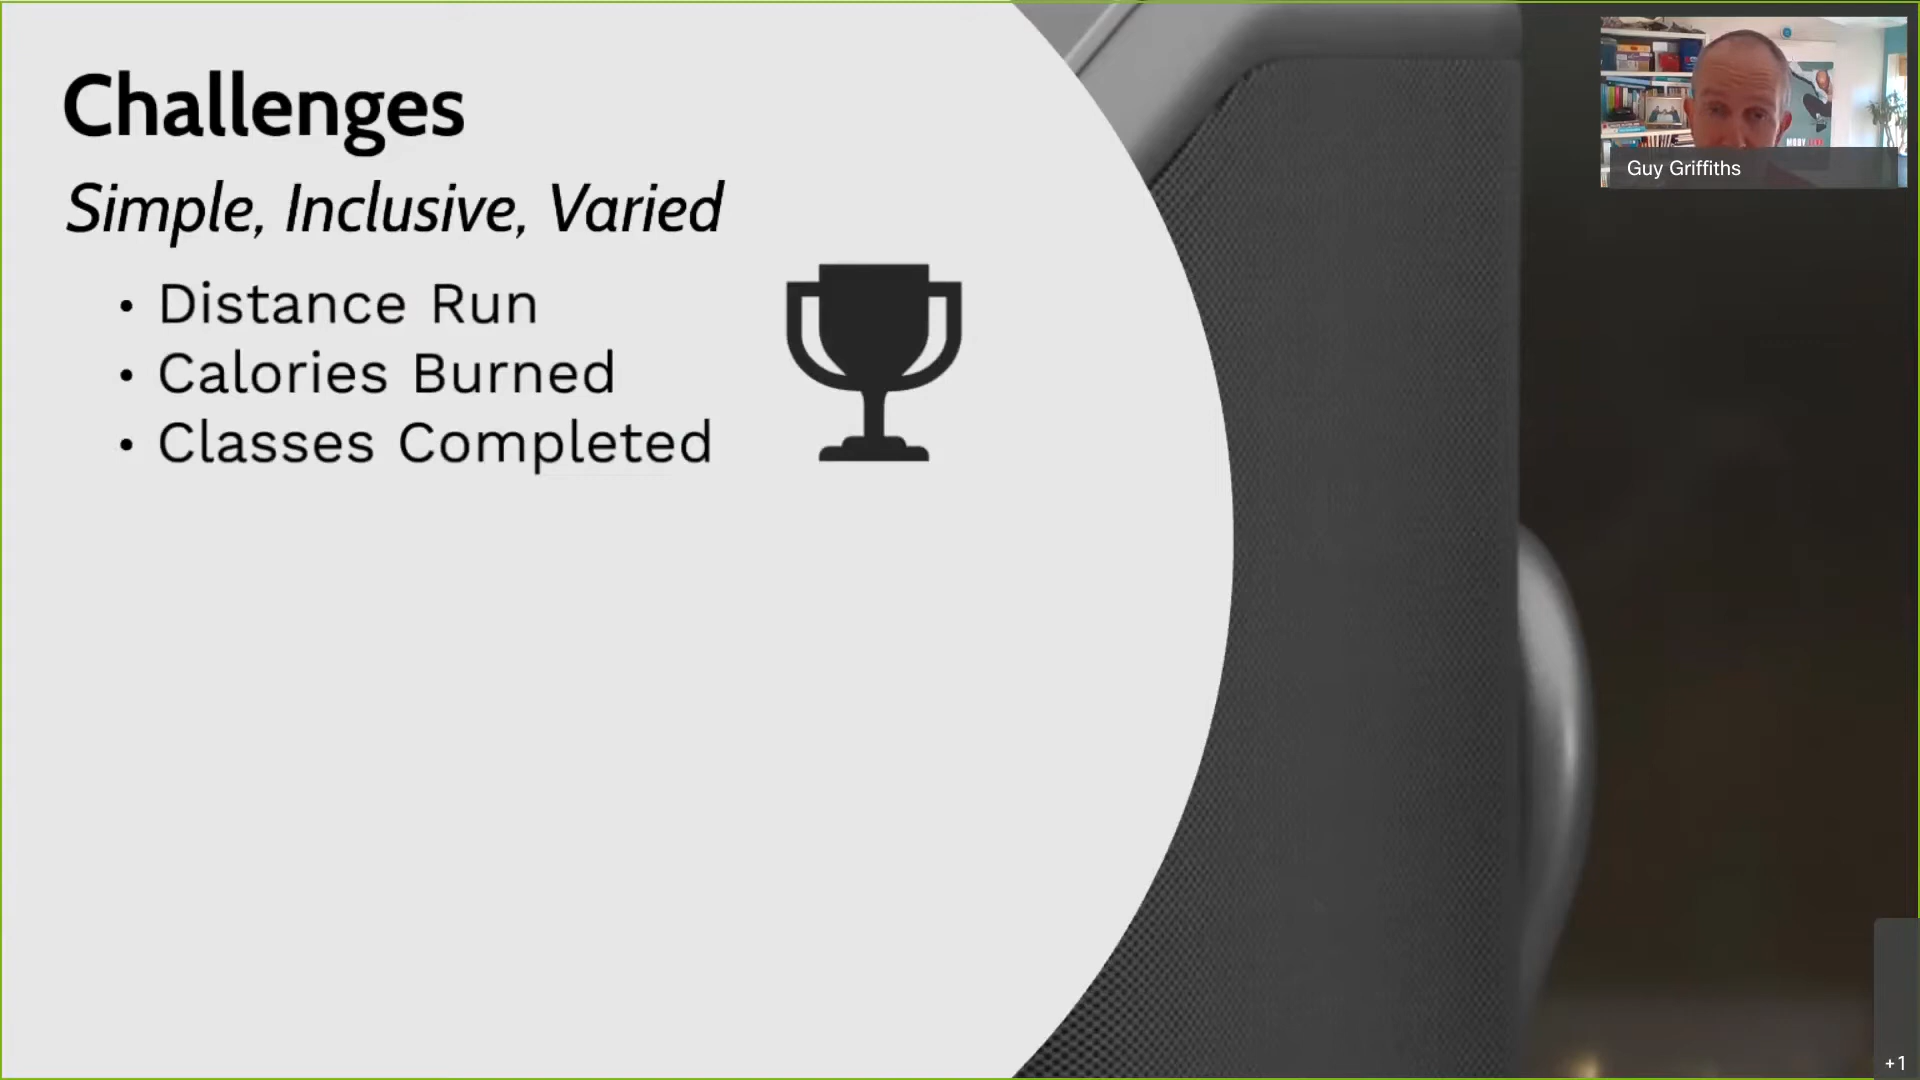 Challenges
Simple, Inclusive, Varied
• Distance Run
• Calories Burned
• Classes Completed
Guy Griffiths
+1